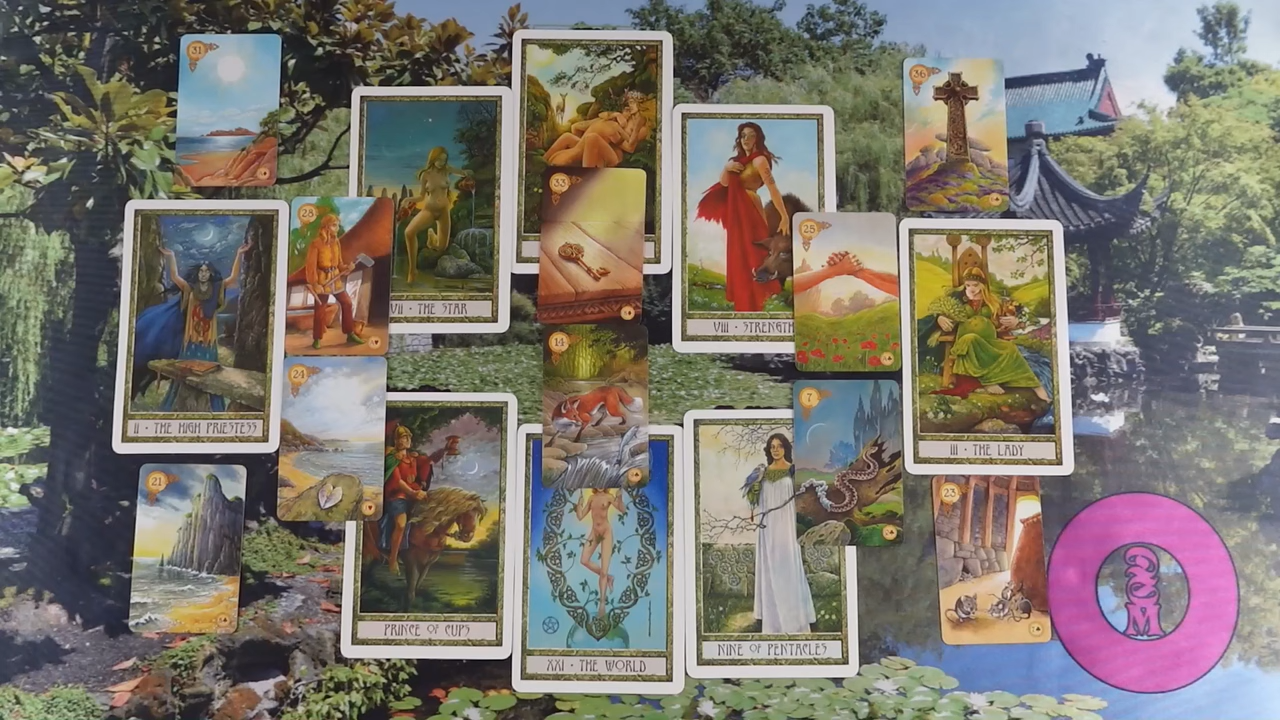 31
36
28
33
25
VII • THE STAR
VIII • STRENGTH
II • THE HIGH PRIESTESS
III • THE LADY
24
14
7
21
23
PRINCE OF CUPS
XXI • THE WORLD
NINE OF PENTACLES